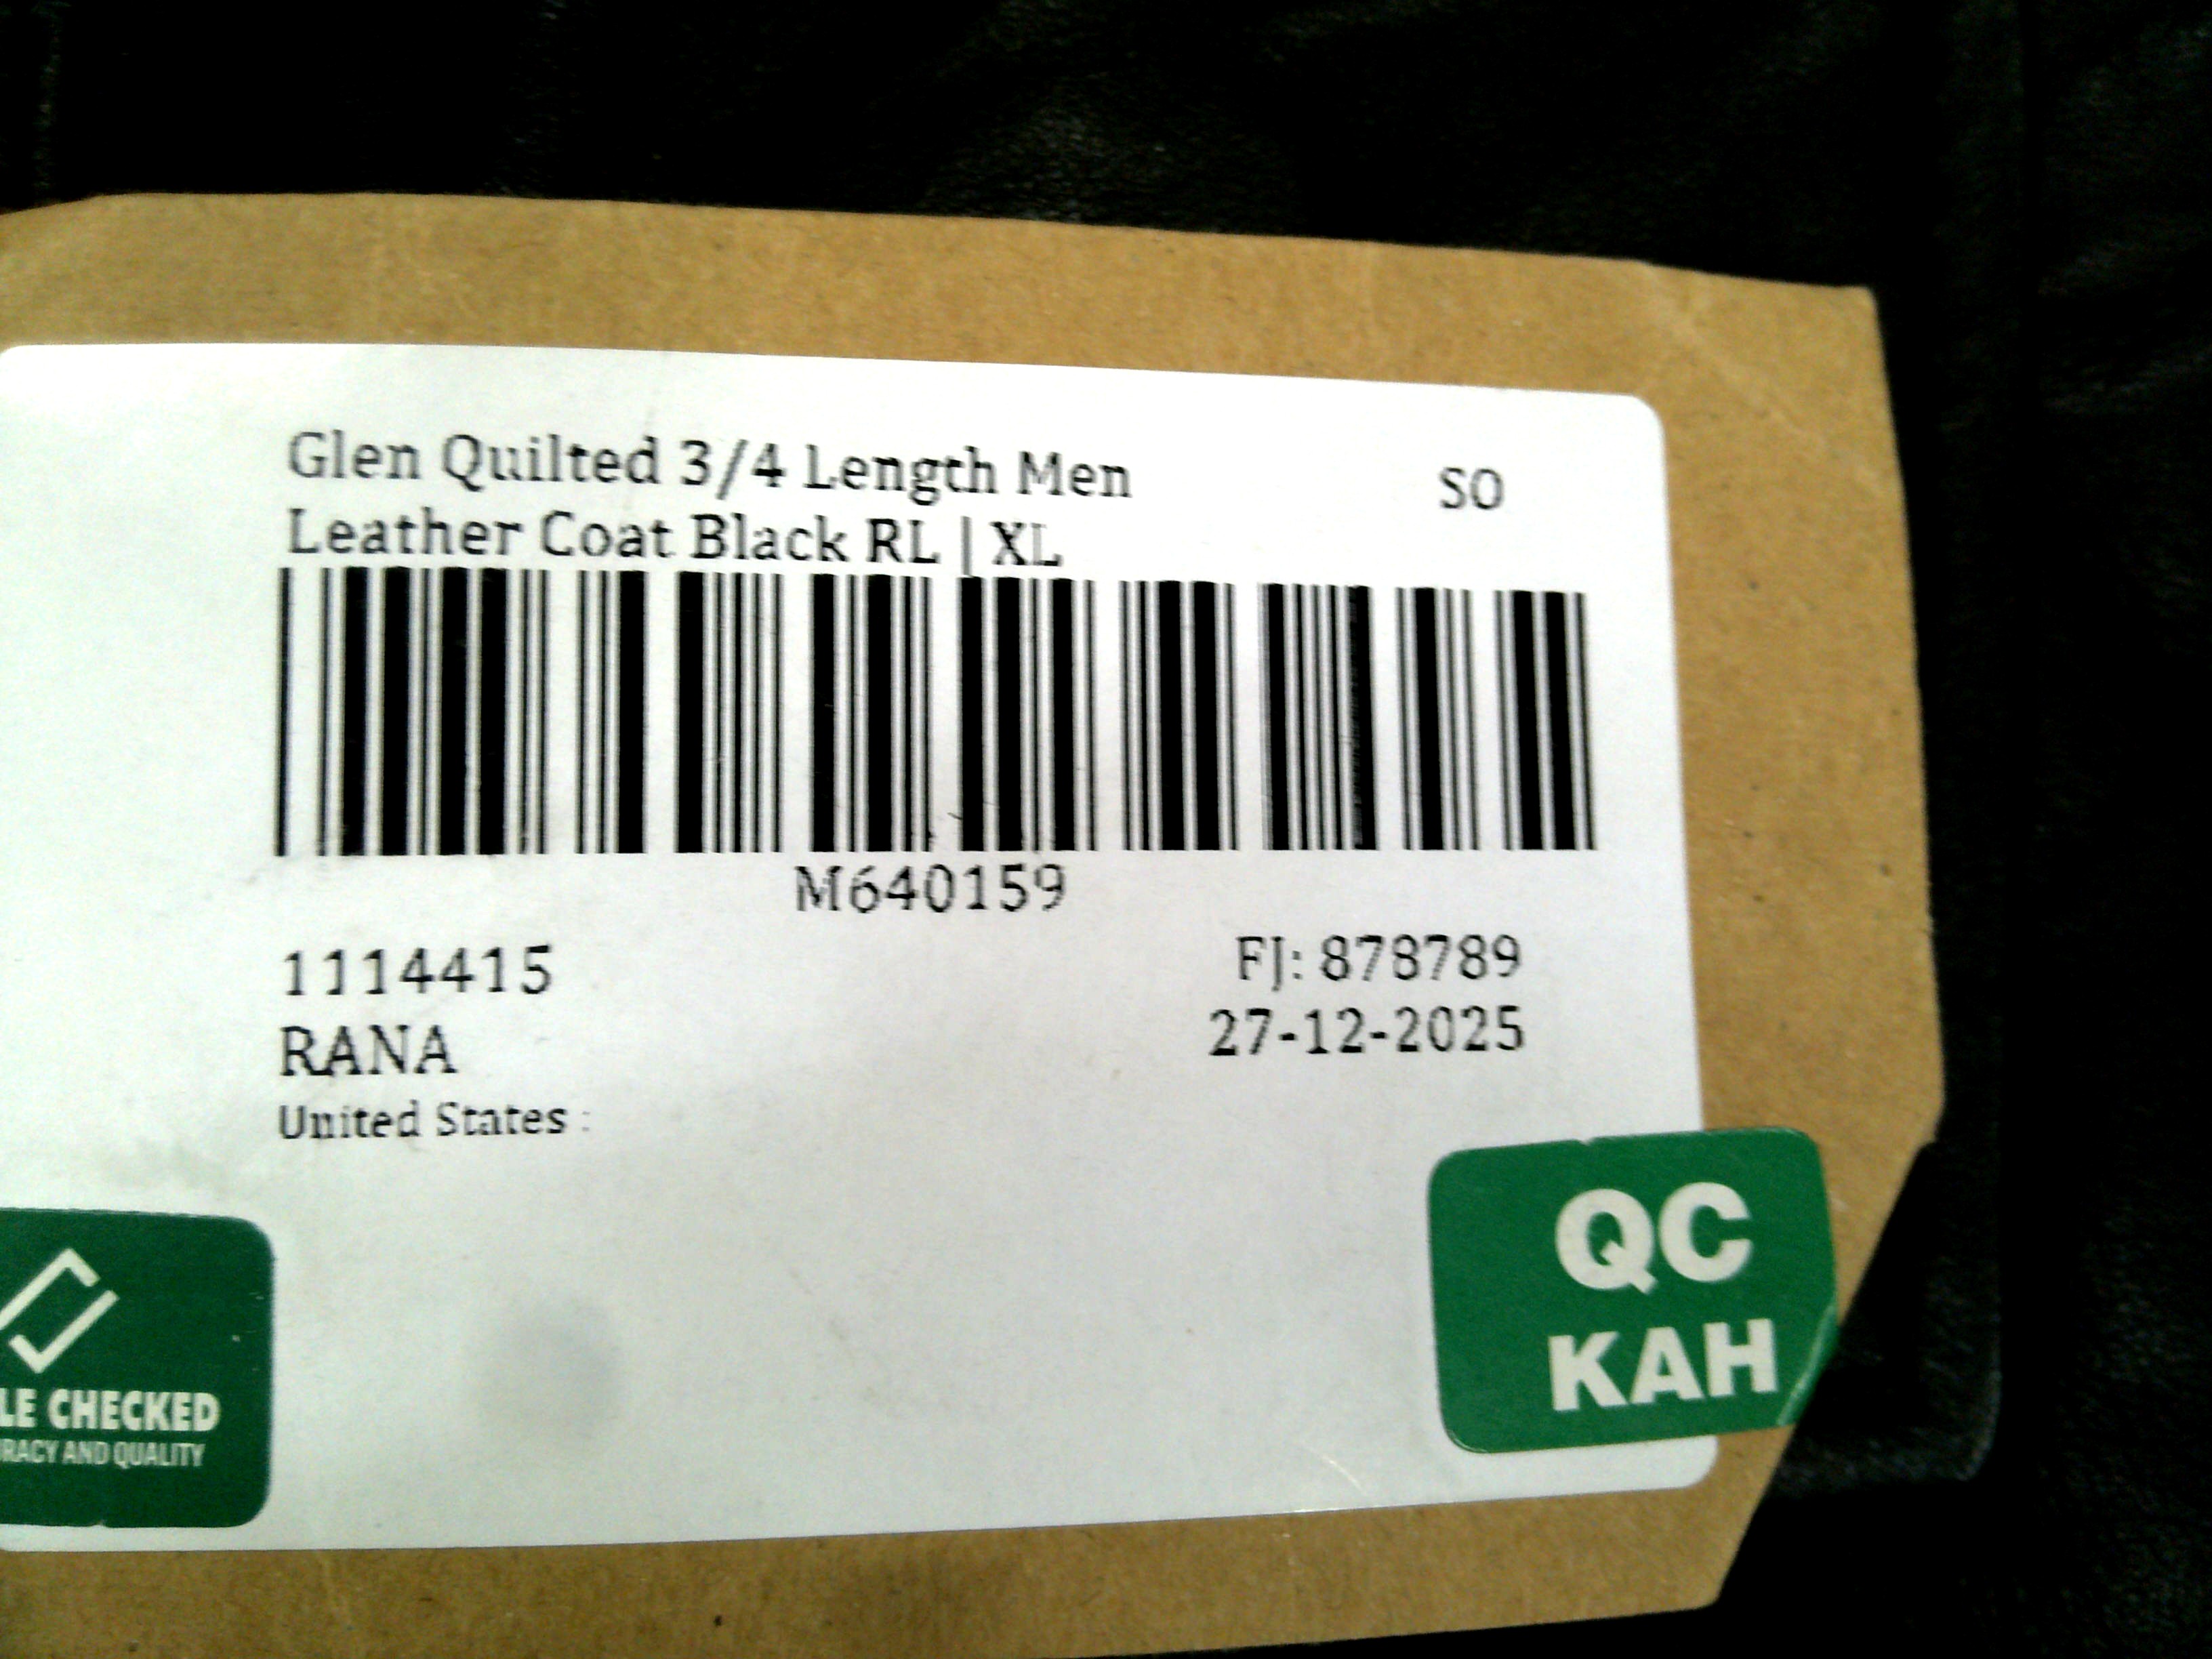 Glen Quilted 3/4 Length Men
Leather Coat Black RL | XL
SO
M640159
1114415
FJ: 878789
RANA
27-12-2025
United States :
QC
KAH
LE CHECKED
RACY AND QUALITY